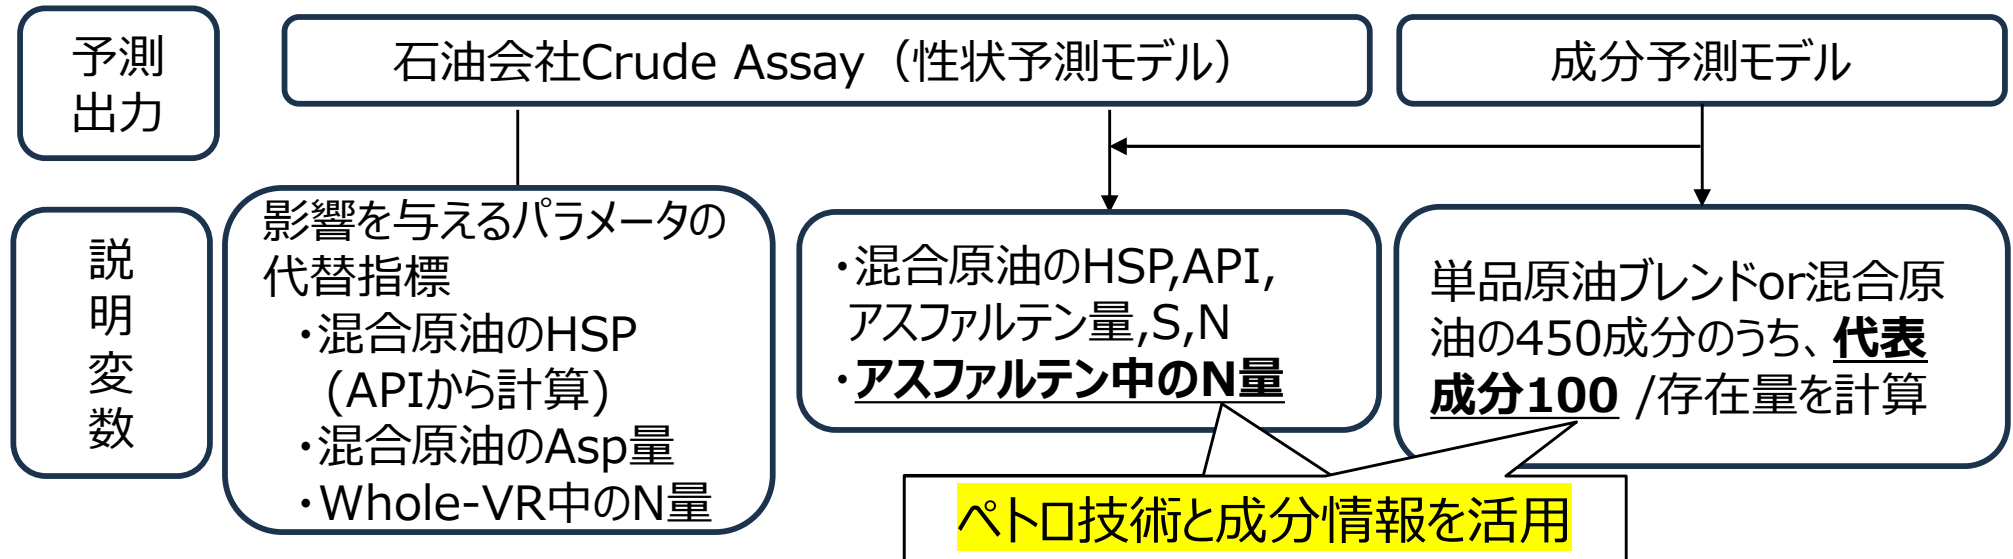 予測
出力
石油会社Crude Assay（性状予測モデル）
成分予測モデル
説
明
変
数
影響を与えるパラメータの
代替指標
・混合原油のHSP
(APIから計算)
・混合原油のAsp量
・Whole-VR中のN量
・混合原油のHSP,API,
アスファルテン量,S,N
・アスファルテン中のN量
単品原油ブレンドor混合原
油の450成分のうち、代表
成分100 /存在量を計算
ペトロ技術と成分情報を活用